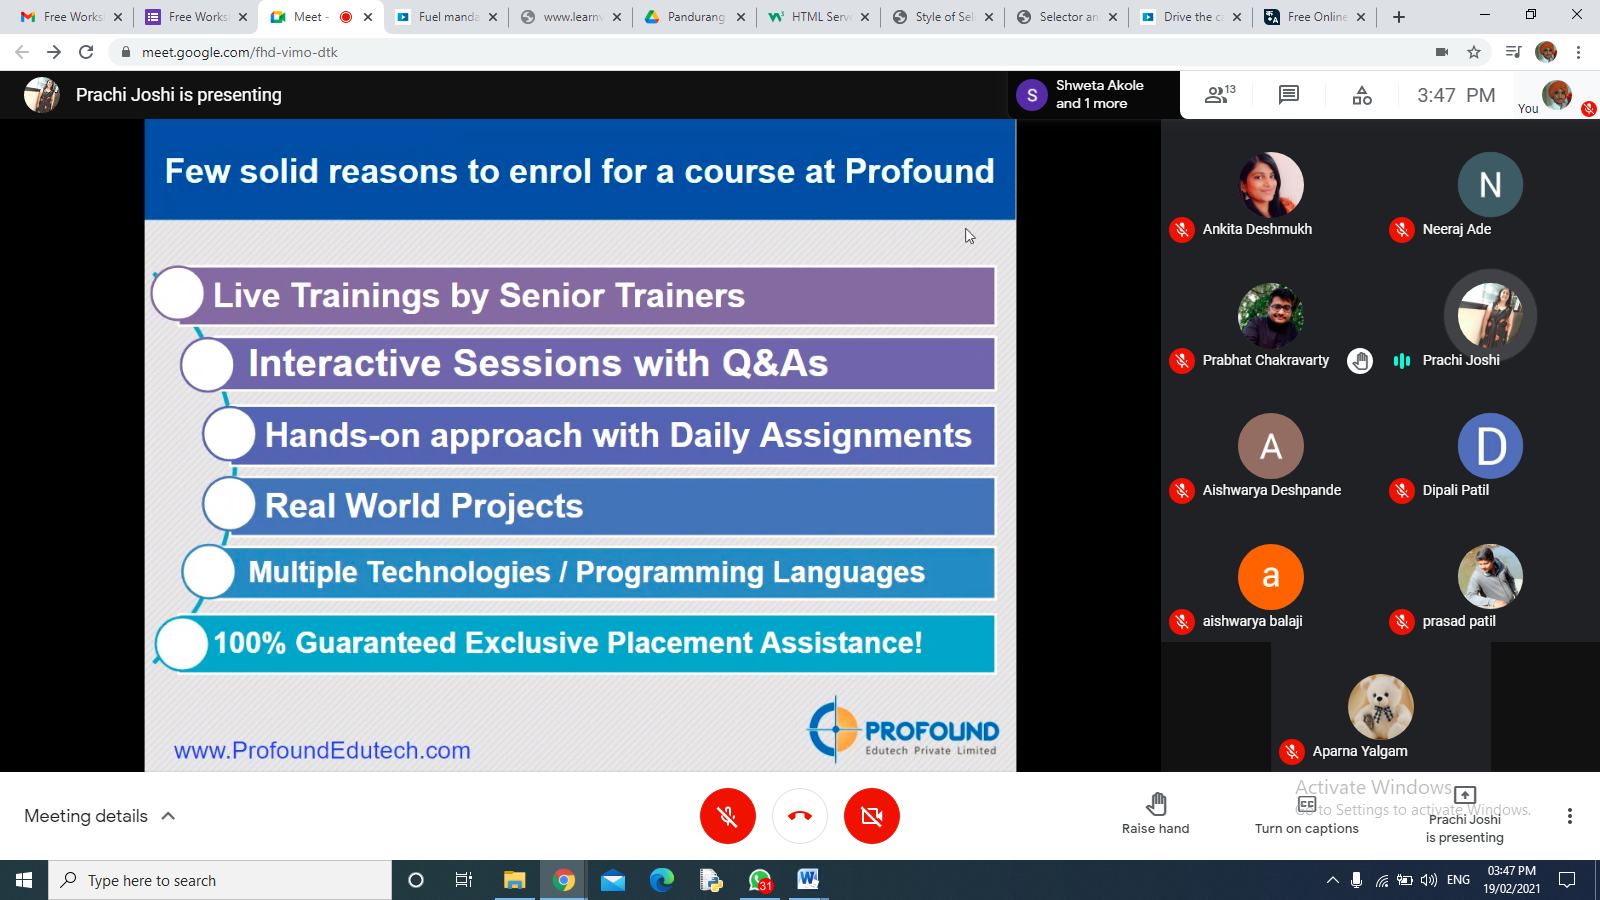 Free Works
Free Works
Meet -
Fuel manda
www.learnv
Pandurang
HTML Serve
Style of Sel
Selector an
Drive the c
Free Online
meet.google.com/fhd-vimo-dtk
Prachi Joshi is presenting
S
Shweta Akole
and 1 more
13
3:47 PM
You
Few solid reasons to enrol for a course at Profound
Live Trainings by Senior Trainers
Interactive Sessions with Q&As
Hands-on approach with Daily Assignments
Real World Projects
Multiple Technologies / Programming Languages
100% Guaranteed Exclusive Placement Assistance!
www.ProfoundEdutech.com
PROFOUND
Edutech Private Limited
Ankita Deshmukh
N
Neeraj Ade
Prabhat Chakravarty
Prachi Joshi
A
Aishwarya Deshpande
D
Dipali Patil
a
aishwarya balaji
prasad patil
Aparna Yalgam
Meeting details
Raise hand
CC
Turn on captions
Prachi Joshi
is presenting
Activate Windows
Go to Settings to activate Windows.
Type here to search
31
W
ENG
03:47 PM
19/02/2021